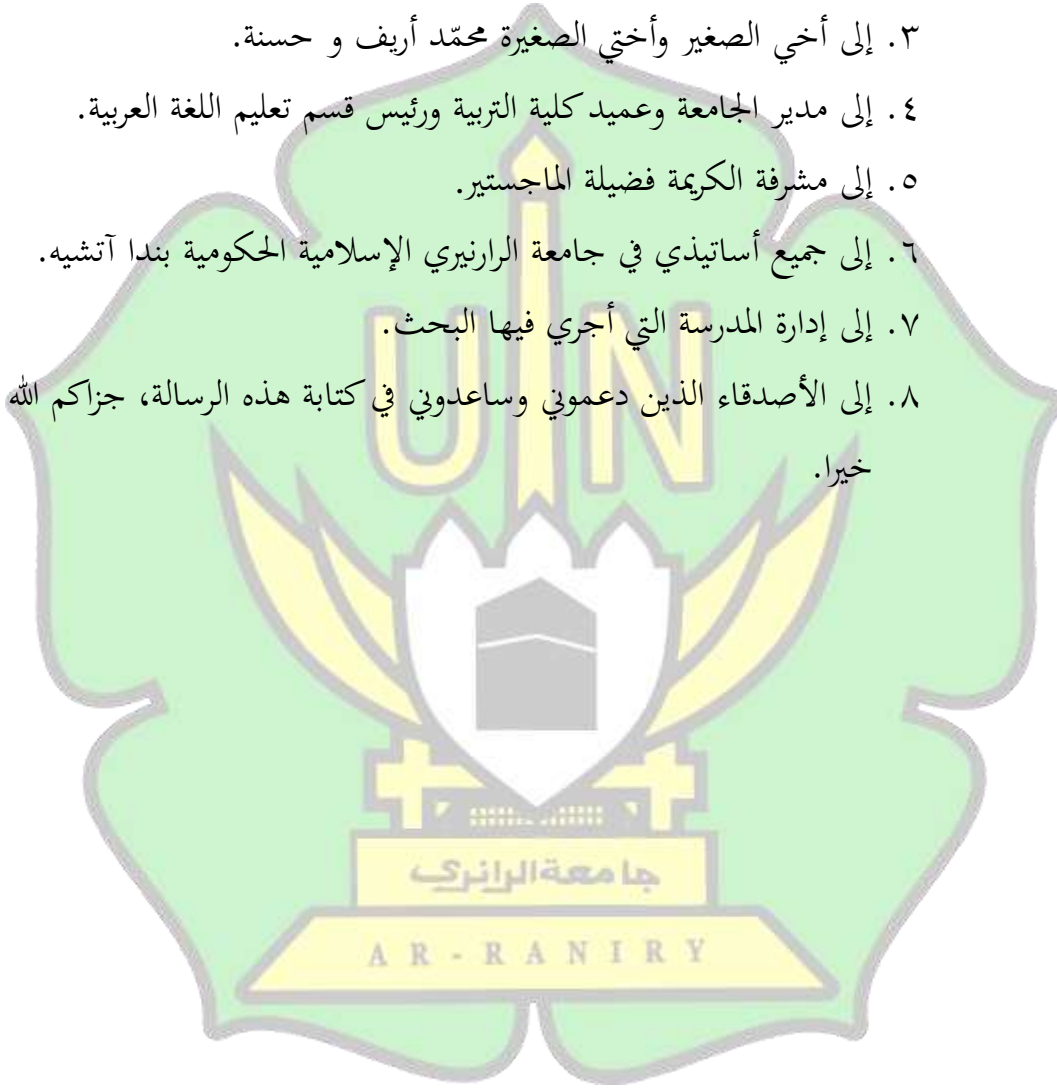 ٣. إلى أخي الصغير وأختي الصغيرة محمّد أريف و حسنة.
٤. إلى مدير الجامعة وعميد كلية التربية ورئيس قسم تعليم اللغة العربية.
٥. إلى مشرفة الكريمة فضيلة الماجستير.
٦. إلى جميع أساتيذي في جامعة الرارنيري الإسلامية الحكومية بندا آتشيه.
٧. إلى إدارة المدرسة التي أجري فيها البحث.
٨. إلى الأصدقاء الذين دعموني وساعدوني في كتابة هذه الرسالة، جزاكم الله
خيرا.
UIN
جامعة الرانري
AR-RANIRY